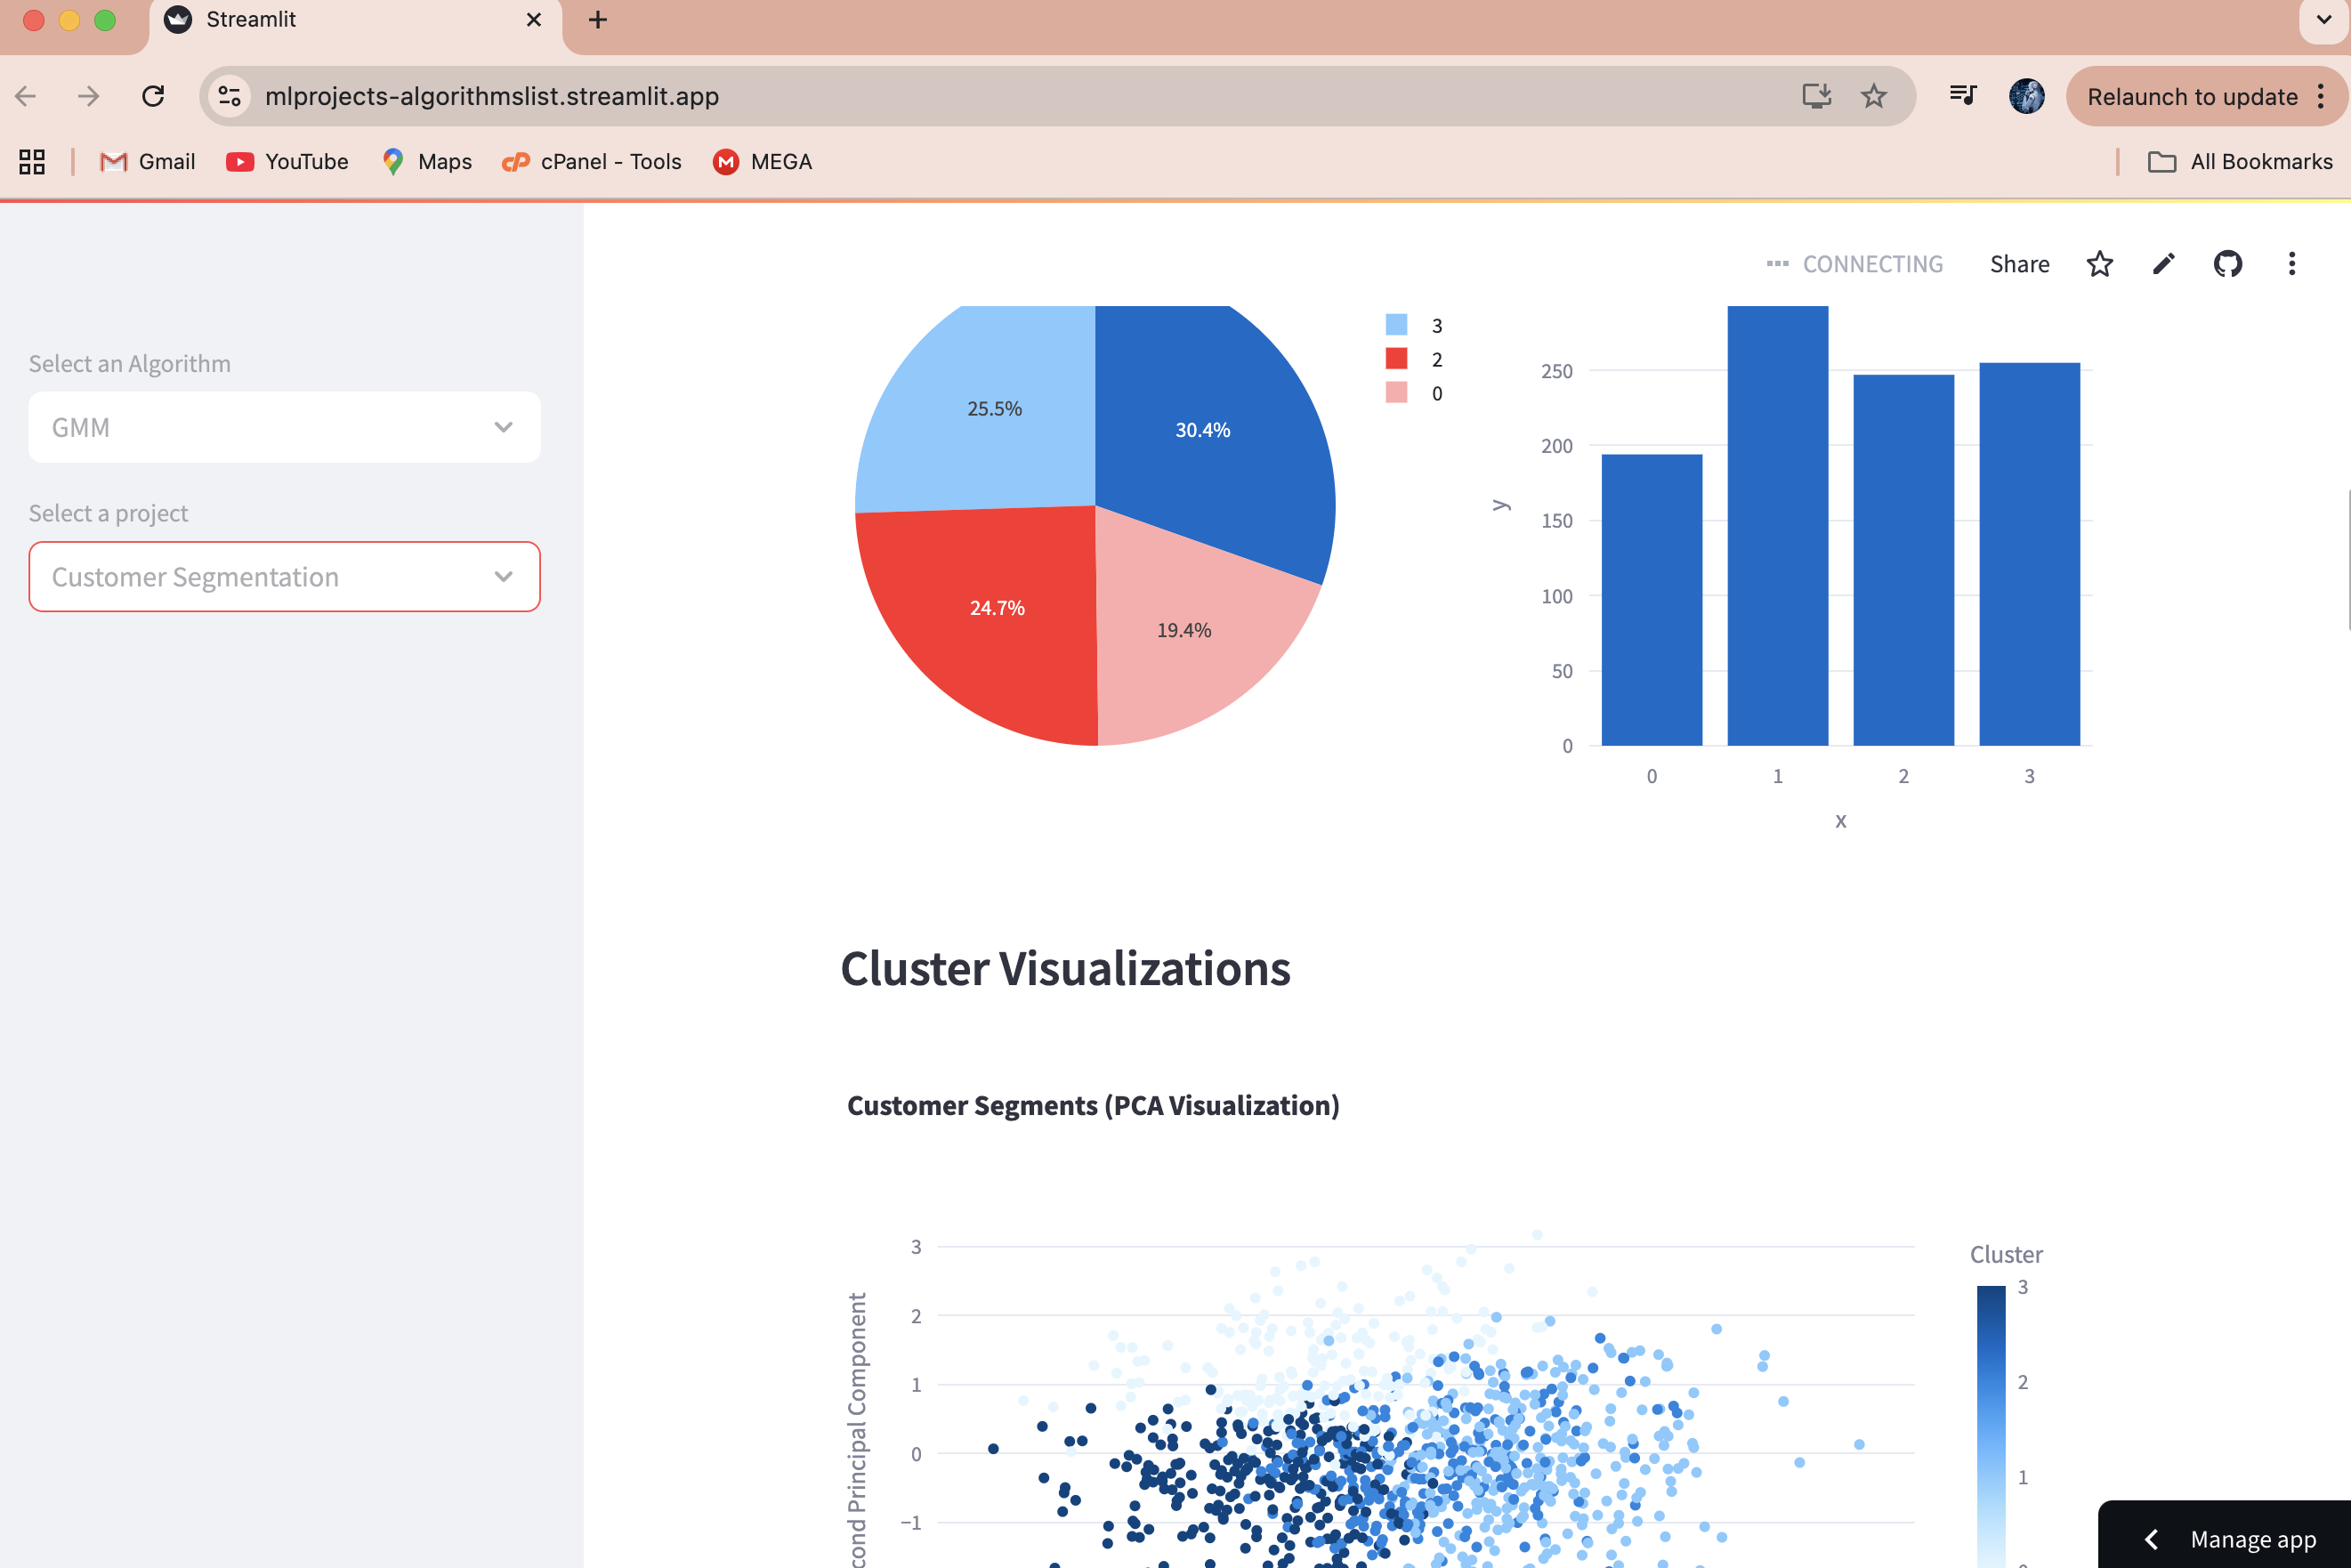 Streamlit
mlprojects-algorithmslist.streamlit.app
Relaunch to update
Gmail
YouTube
Maps
cPanel - Tools
MEGA
All Bookmarks
CONNECTING
Share
Select an Algorithm
GMM
Select a project
Customer Segmentation
3
2
0
25.5%
30.4%
24.7%
19.4%
250
200
150
100
50
0
y
0 1 2 3
x
Cluster Visualizations
Customer Segments (PCA Visualization)
3
2
1
0
−1
cond Principal Component
Cluster
3
2
1
Manage app